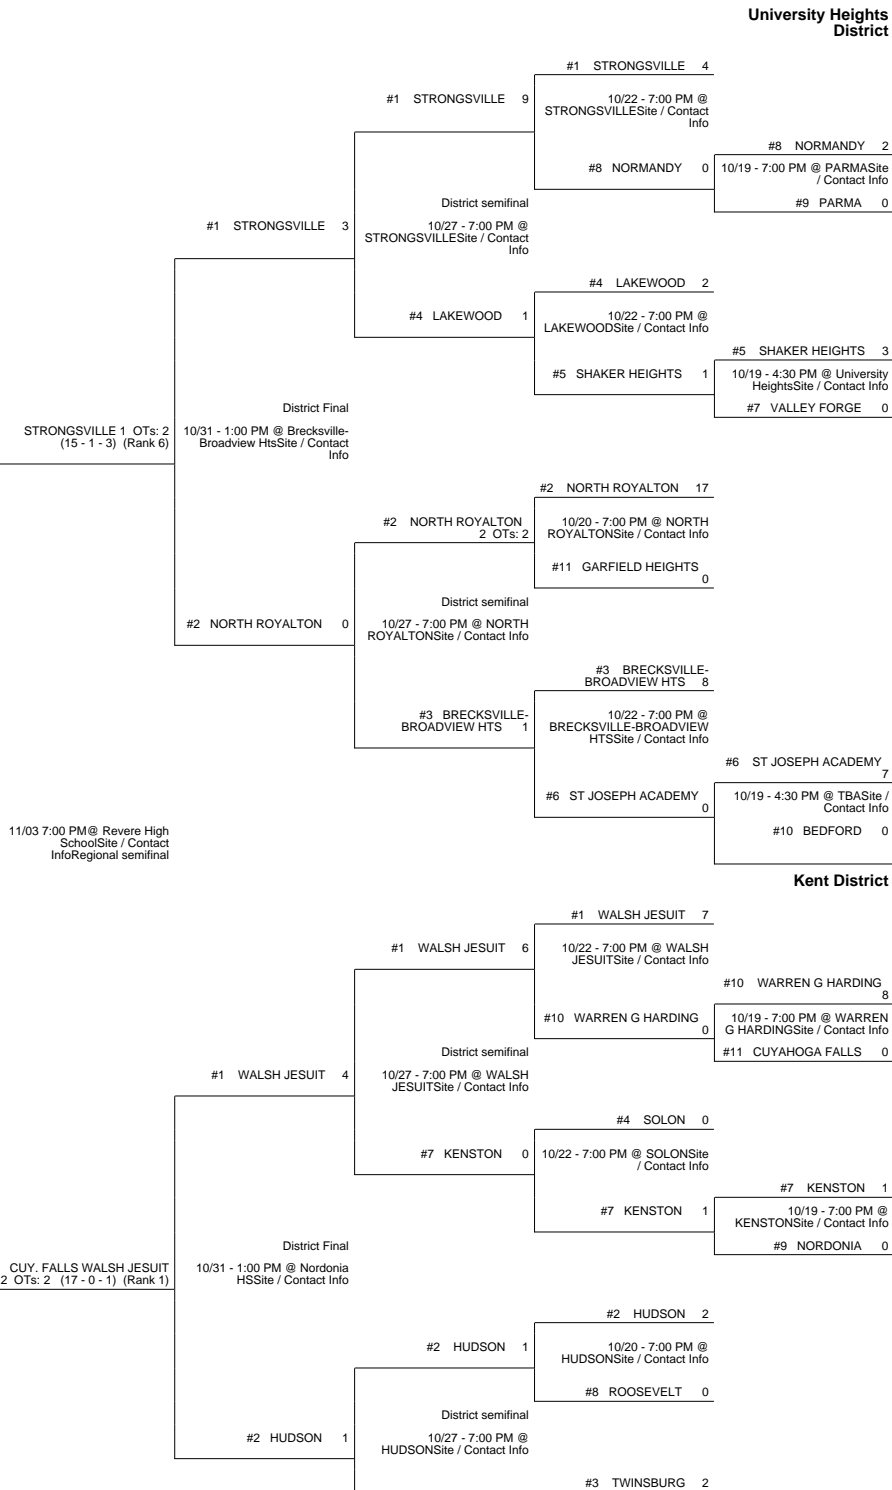 University Heights
District
#1 STRONGSVILLE 4
#1 STRONGSVILLE 9
10/22 - 7:00 PM @
STRONGSVILLESite / Contact
Info
#8 NORMANDY 2
#8 NORMANDY 0
10/19 - 7:00 PM @ PARMASite
/ Contact Info
#9 PARMA 0
District semifinal
#1 STRONGSVILLE 3
10/27 - 7:00 PM @
STRONGSVILLESite / Contact
Info
#4 LAKEWOOD 2
#4 LAKEWOOD 1
10/22 - 7:00 PM @
LAKEWOODSite / Contact Info
#5 SHAKER HEIGHTS 3
#5 SHAKER HEIGHTS 1
10/19 - 4:30 PM @ University
HeightsSite / Contact Info
#7 VALLEY FORGE 0
District Final
STRONGSVILLE 1 OTs: 2
(15 - 1 - 3) (Rank 6)
10/31 - 1:00 PM @ Brecksville-
Broadview HtsSite / Contact
Info
#2 NORTH ROYALTON 17
#2 NORTH ROYALTON
2 OTs: 2
10/20 - 7:00 PM @ NORTH
ROYALTONSite / Contact Info
#11 GARFIELD HEIGHTS
0
District semifinal
#2 NORTH ROYALTON 0
10/27 - 7:00 PM @ NORTH
ROYALTONSite / Contact Info
#3 BRECKSVILLE-
BROADVIEW HTS 8
#3 BRECKSVILLE-
BROADVIEW HTS 1
10/22 - 7:00 PM @
BRECKSVILLE-BROADVIEW
HTSSite / Contact Info
#6 ST JOSEPH ACADEMY
7
#6 ST JOSEPH ACADEMY
0
10/19 - 4:30 PM @ TBASite /
Contact Info
#10 BEDFORD 0
11/03 7:00 PM@ Revere High
SchoolSite / Contact
InfoRegional semifinal
Kent District
#1 WALSH JESUIT 7
#1 WALSH JESUIT 6
10/22 - 7:00 PM @ WALSH
JESUITSite / Contact Info
#10 WARREN G HARDING
8
#10 WARREN G HARDING
0
10/19 - 7:00 PM @ WARREN
G HARDINGSite / Contact Info
#11 CUYAHOGA FALLS 0
District semifinal
#1 WALSH JESUIT 4
10/27 - 7:00 PM @ WALSH
JESUITSite / Contact Info
#4 SOLON 0
#7 KENSTON 0
10/22 - 7:00 PM @ SOLONSite
/ Contact Info
#7 KENSTON 1
#7 KENSTON 1
10/19 - 7:00 PM @
KENSTONSite / Contact Info
#9 NORDONIA 0
District Final
CUY. FALLS WALSH JESUIT
2 OTs: 2 (17 - 0 - 1) (Rank 1)
10/31 - 1:00 PM @ Nordonia
HSSite / Contact Info
#2 HUDSON 2
#2 HUDSON 1
10/20 - 7:00 PM @
HUDSONSite / Contact Info
#8 ROOSEVELT 0
District semifinal
#2 HUDSON 1
10/27 - 7:00 PM @
HUDSONSite / Contact Info
#3 TWINSBURG 2